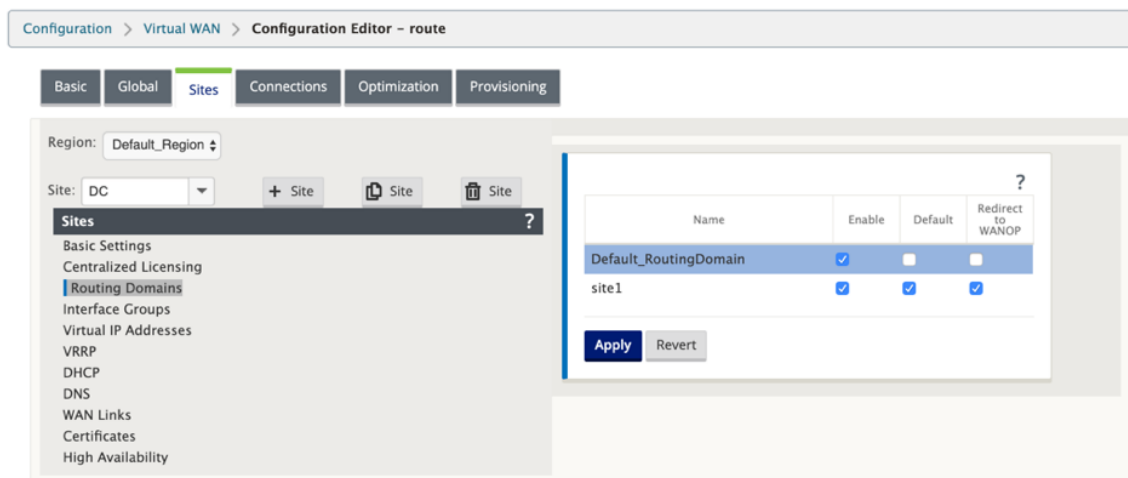 Configuration > Virtual WAN > Configuration Editor – route
Basic Global Sites Connections Optimization Provisioning
Region: Default_Region
Site: DC + Site Site Site
Sites ?
Basic Settings
Centralized Licensing
Routing Domains
Interface Groups
Virtual IP Addresses
VRRP
DHCP
DNS
WAN Links
Certificates
High Availability
?
Name Enable Default Redirect to WANOP
Default_RoutingDomain
site1
Apply Revert